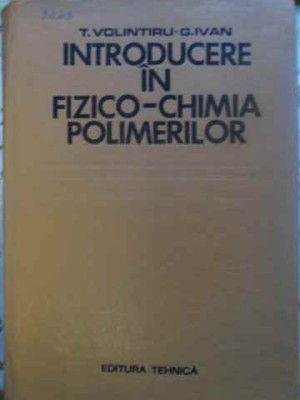 T. VOLINTIRU-G. IVAN
INTRODUCERE
ÎN
FIZICO-CHIMIA
POLIMERILOR
EDITURA TEHNICĂ